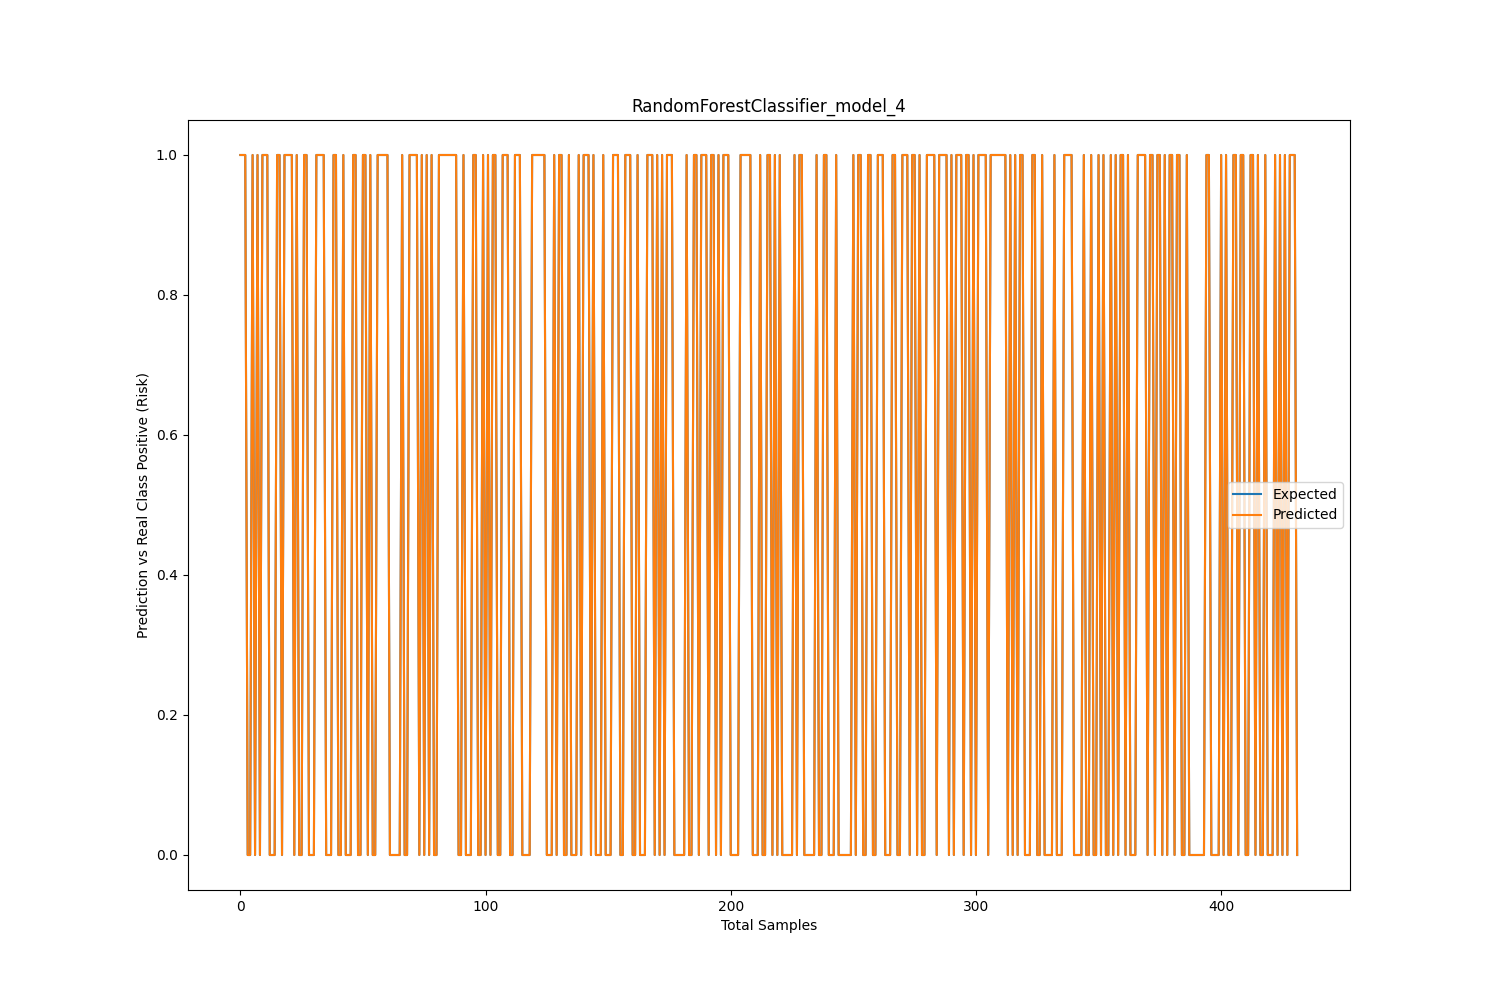 RandomForestClassifier_model_4
Prediction vs Real Class Positive (Risk)
1.0
0.8
0.6
0.4
0.2
0.0
Expected
Predicted
0 100 200 300 400
Total Samples